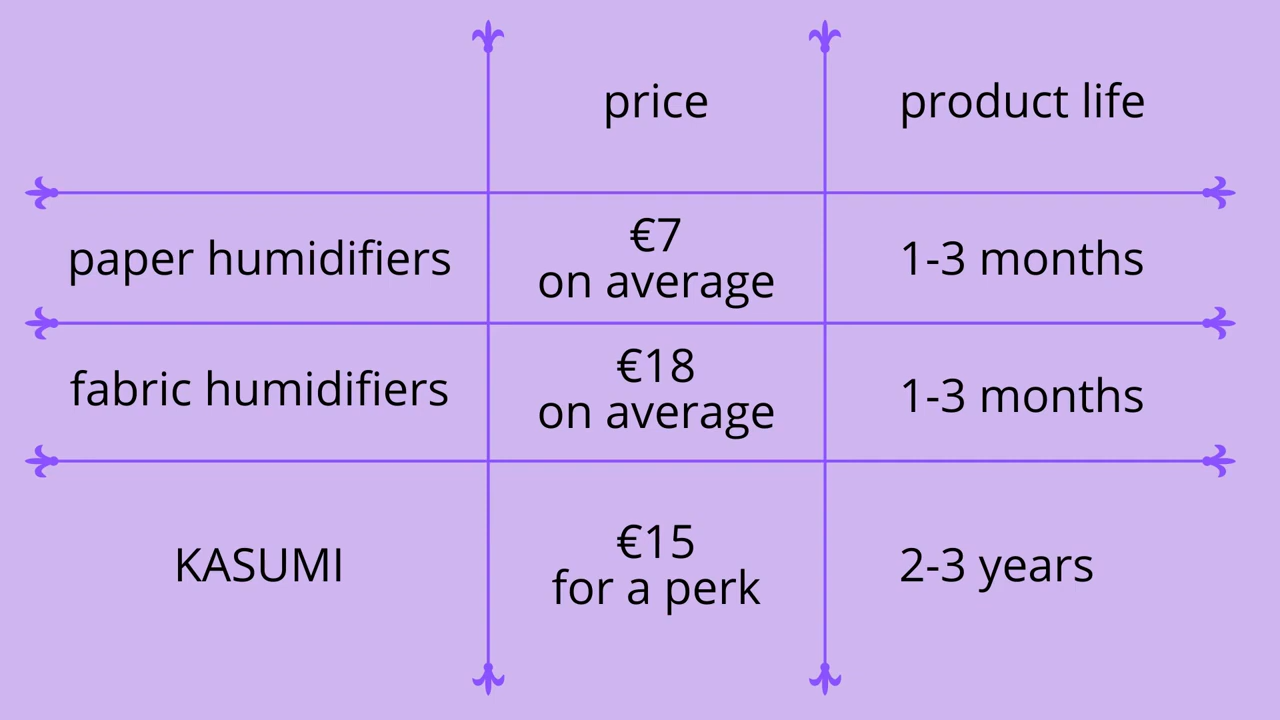 price
product life
paper humidifiers
€7
on average
1-3 months
fabric humidifiers
€18
on average
1-3 months
KASUMI
€15
for a perk
2-3 years